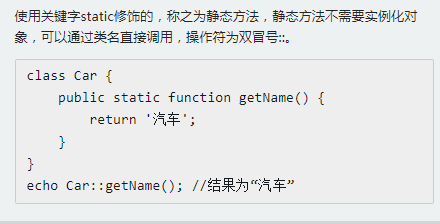 使用关键字static修饰的，称之为静态方法，静态方法不需要实例化对
象，可以通过类名直接调用，操作符为双冒号::。
class Car {
    public static function getName() {
        return '汽车';
    }
}
echo Car::getName(); //结果为“汽车”